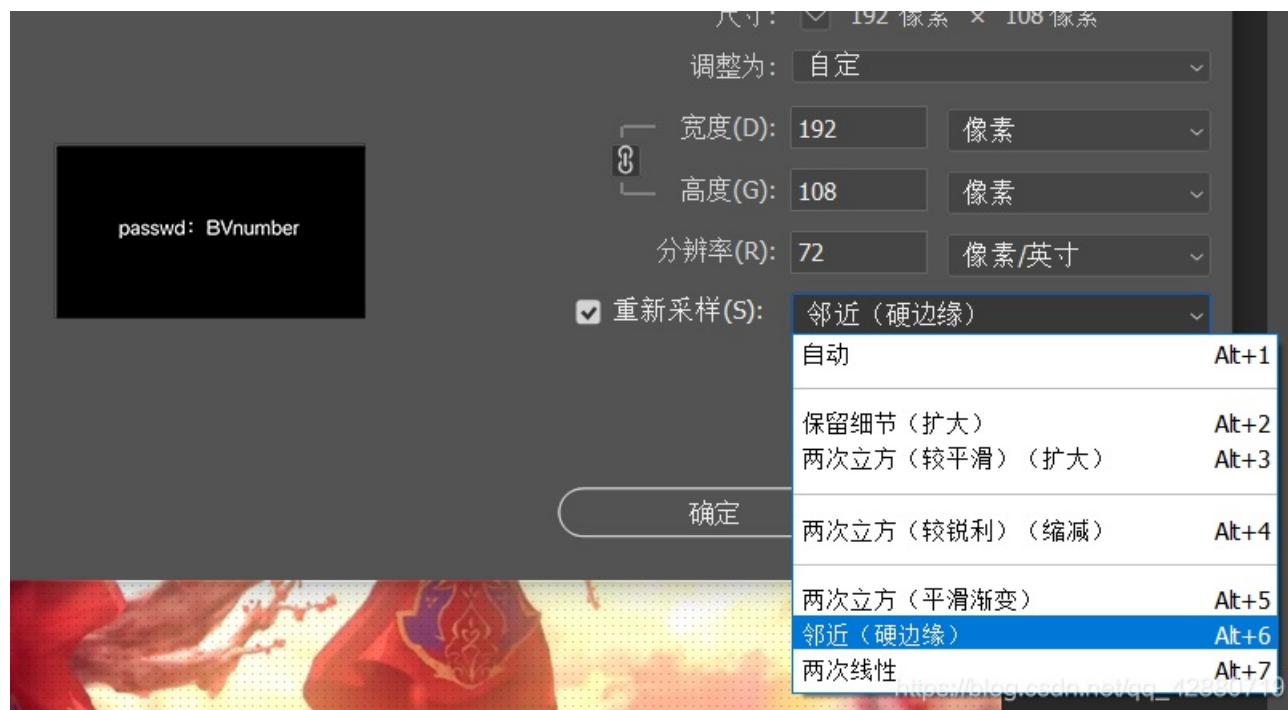 尺寸: 192 像素 × 108 像素
调整为: 自定
宽度(D): 192 像素
passwd: BVnumber
高度(G): 108 像素
分辨率(R): 72 像素/英寸
重新采样(S): 邻近（硬边缘）
自动 Alt+1
保留细节（扩大） Alt+2
两次立方（较平滑）（扩大） Alt+3
确定
两次立方（较锐利）（缩减） Alt+4
两次立方（平滑渐变） Alt+5
邻近（硬边缘） Alt+6
两次线性 Alt+7
https://blog.csdn.net/qq_42880719